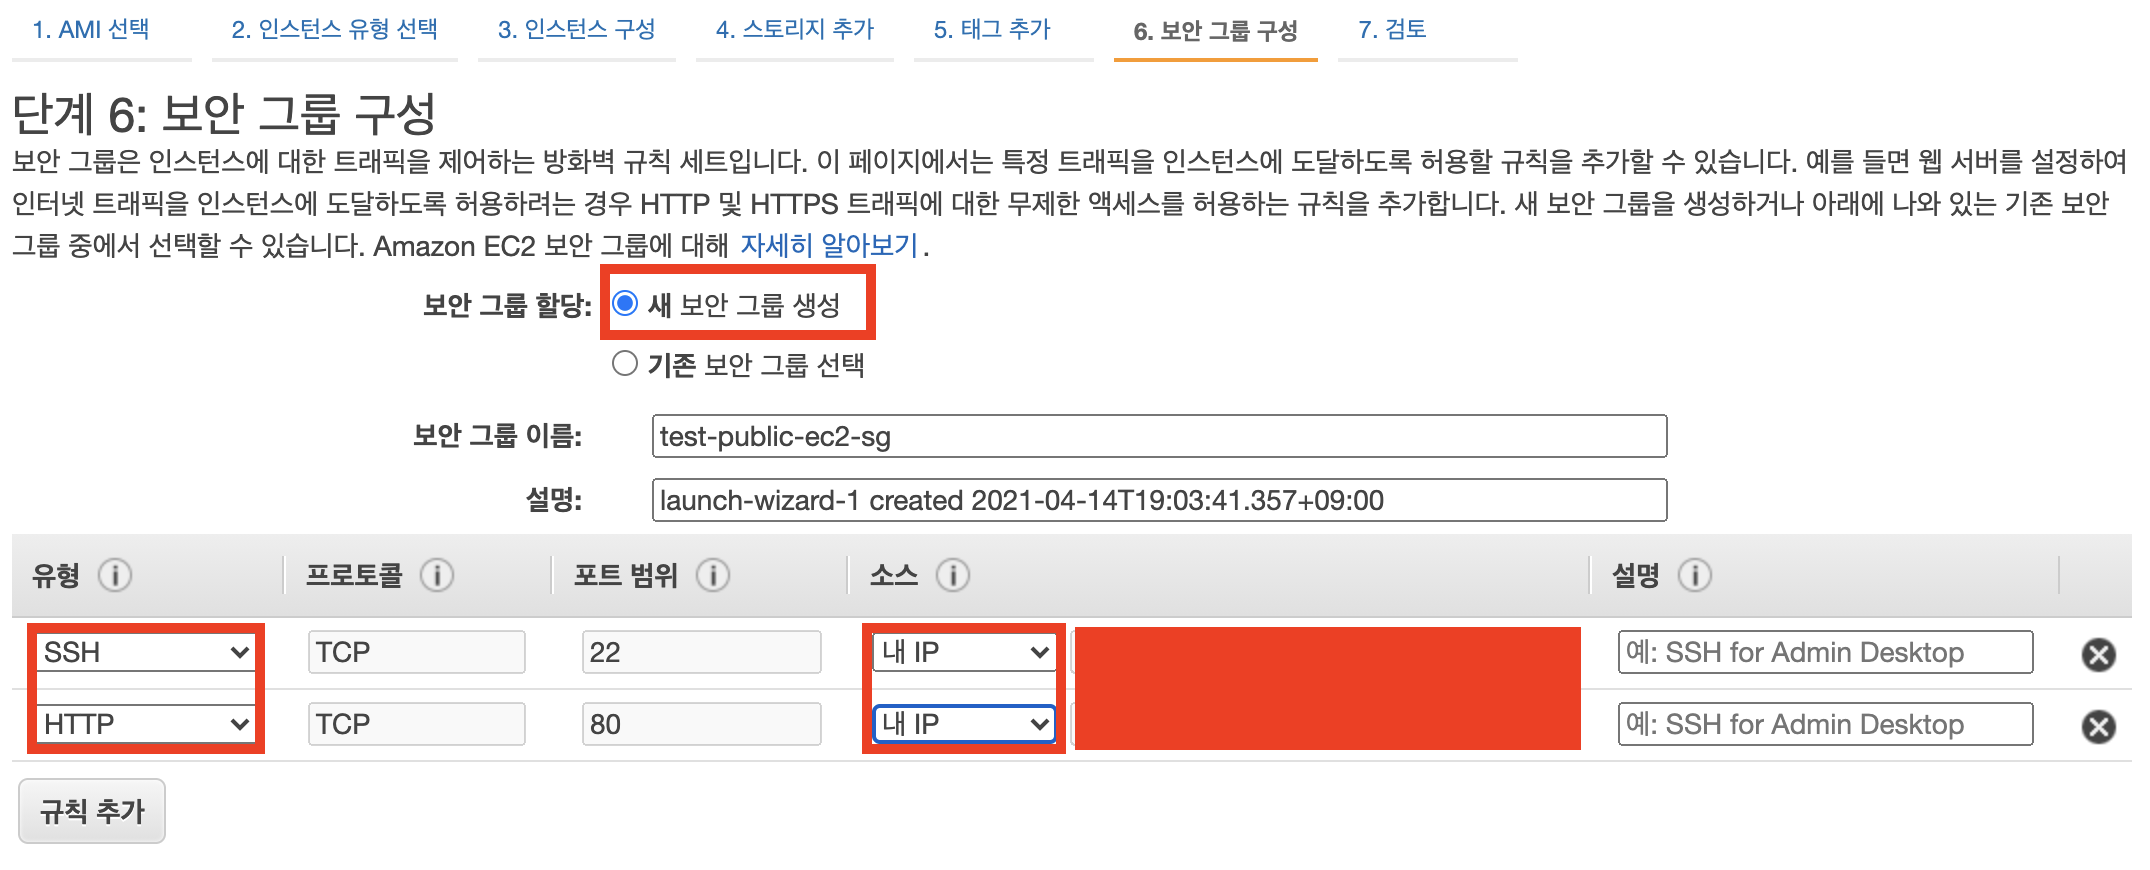 1. AMI 선택 2. 인스턴스 유형 선택 3. 인스턴스 구성 4. 스토리지 추가 5. 태그 추가 6. 보안 그룹 구성 7. 검토
단계 6: 보안 그룹 구성
보안 그룹은 인스턴스에 대한 트래픽을 제어하는 방화벽 규칙 세트입니다. 이 페이지에서는 특정 트래픽을 인스턴스에 도달하도록 허용할 규칙을 추가할 수 있습니다. 예를 들면 웹 서버를 설정하여
인터넷 트래픽을 인스턴스에 도달하도록 허용하려는 경우 HTTP 및 HTTPS 트래픽에 대한 무제한 액세스를 허용하는 규칙을 추가합니다. 새 보안 그룹을 생성하거나 아래에 나와 있는 기존 보안
그룹 중에서 선택할 수 있습니다. Amazon EC2 보안 그룹에 대해 자세히 알아보기.
보안 그룹 할당: 새 보안 그룹 생성
기존 보안 그룹 선택
보안 그룹 이름: test-public-ec2-sg
설명: launch-wizard-1 created 2021-04-14T19:03:41.357+09:00
유형 프로토콜 포트 범위 소스 설명
SSH TCP 22 내 IP 예: SSH for Admin Desktop
HTTP TCP 80 내 IP 예: SSH for Admin Desktop
규칙 추가